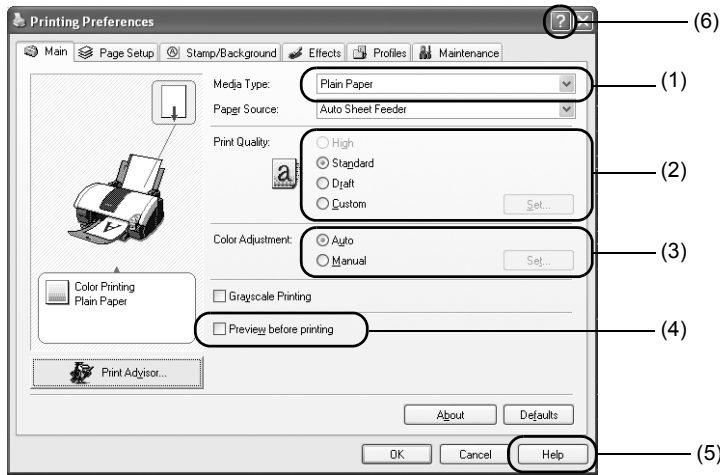 Printing Preferences ? (6)
Main Page Setup Stamp/Background Effects Profiles Maintenance
Media Type: Plain Paper (1)
Paper Source: Auto Sheet Feeder
Print Quality: High
Standard (2)
Draft
Custom Set...
Color Adjustment: Auto (3)
Manual Set...
Color Printing
Plain Paper
Grayscale Printing
Preview before printing (4)
Print Advisor...
About Defaults
OK Cancel Help (5)
a
A